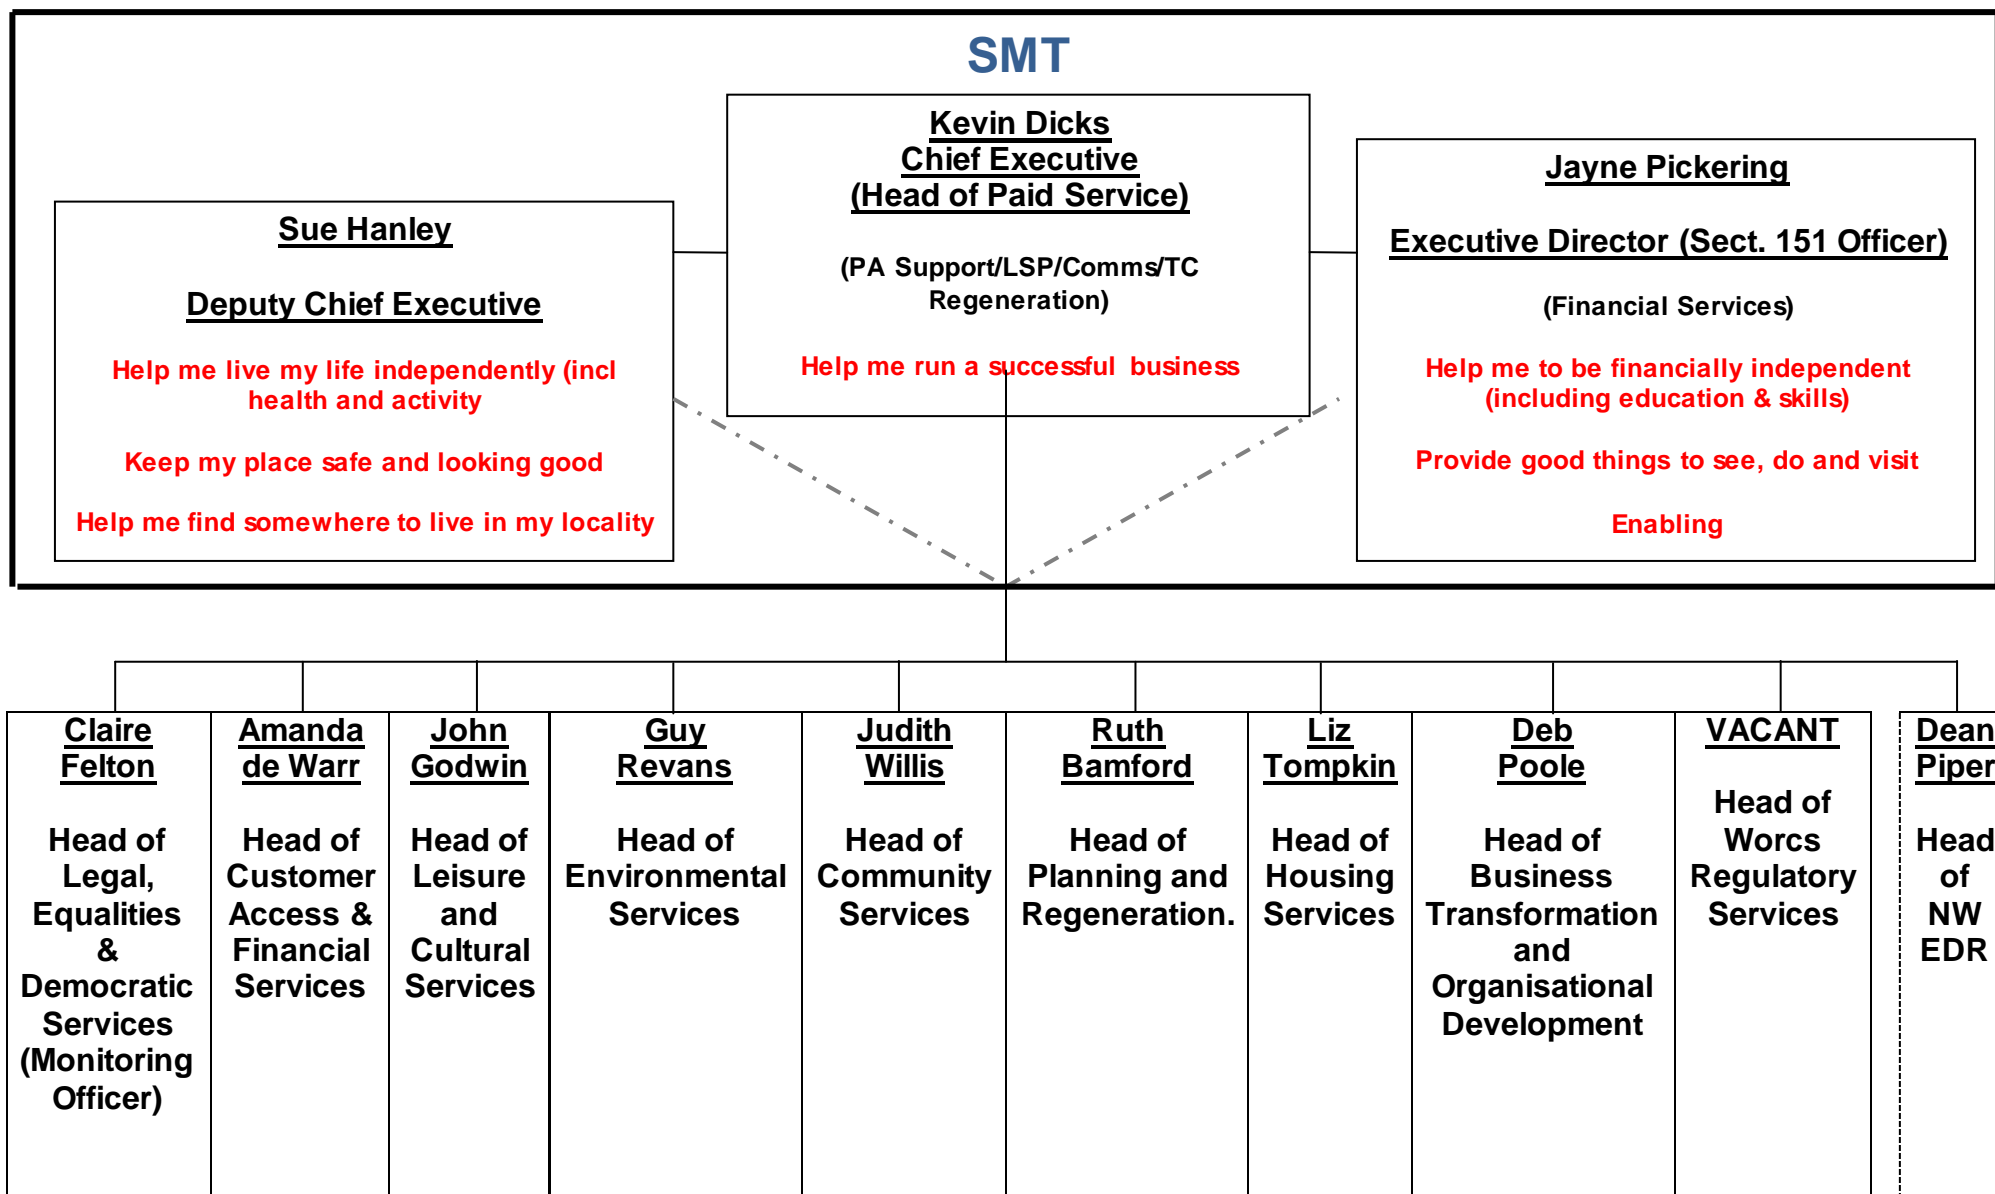 SMT
Sue Hanley
Deputy Chief Executive
Help me live my life independently (incl
health and activity
Keep my place safe and looking good
Help me find somewhere to live in my locality
Kevin Dicks
Chief Executive
(Head of Paid Service)
(PA Support/LSP/Comms/TC
Regeneration)
Help me run a successful business
Jayne Pickering
Executive Director (Sect. 151 Officer)
(Financial Services)
Help me to be financially independent
(including education & skills)
Provide good things to see, do and visit
Enabling
Claire
Felton
Head of
Legal,
Equalities
&
Democratic
Services
(Monitoring
Officer)
Amanda
de Warr
Head of
Customer
Access &
Financial
Services
John
Godwin
Head of
Leisure
and
Cultural
Services
Guy
Revans
Head of
Environmental
Services
Judith
Willis
Head of
Community
Services
Ruth
Bamford
Head of
Planning and
Regeneration.
Liz
Tompkin
Head of
Housing
Services
Deb
Poole
Head of
Business
Transformation
and
Organisational
Development
VACANT
Head of
Worcs
Regulatory
Services
Dean
Piper
Head
of
NW
EDR